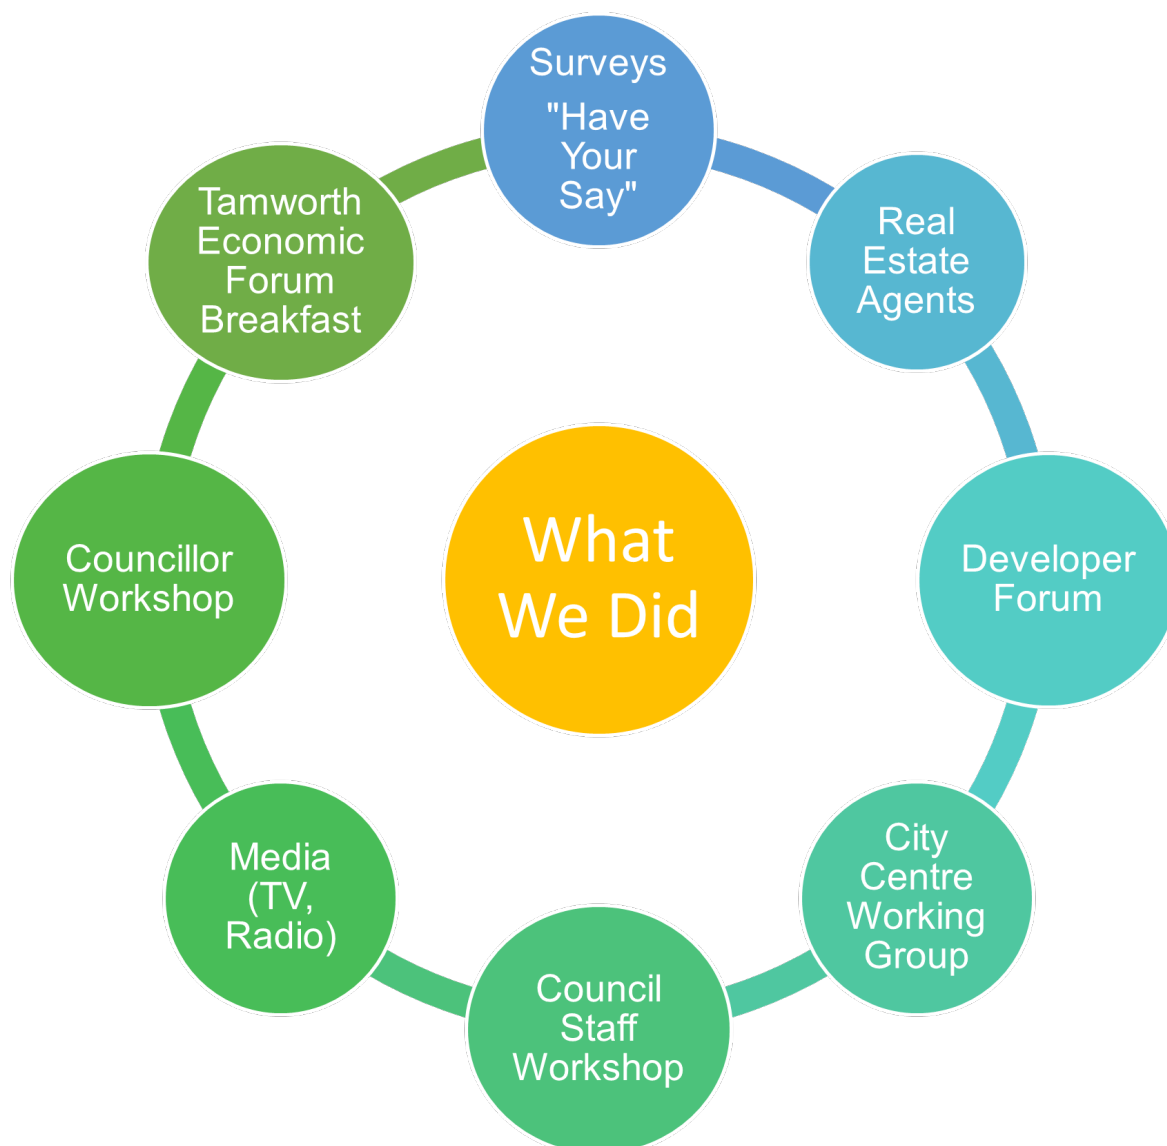 Surveys
"Have
Your
Say"
Real
Estate
Agents
Developer
Forum
City
Centre
Working
Group
Council
Staff
Workshop
Media
(TV,
Radio)
Councillor
Workshop
Tamworth
Economic
Forum
Breakfast
What
We Did